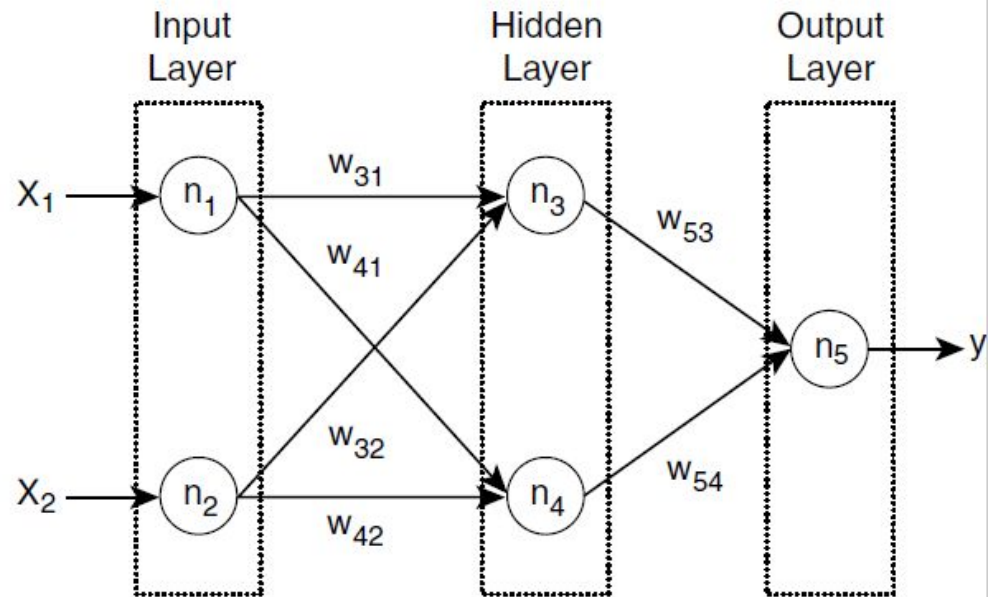 Input
Layer
Hidden
Layer
Output
Layer
X₁
n₁
w₃₁
n₃
w₅₃
w₄₁
n₅
y
w₃₂
X₂
n₂
w₄₂
n₄
w₅₄